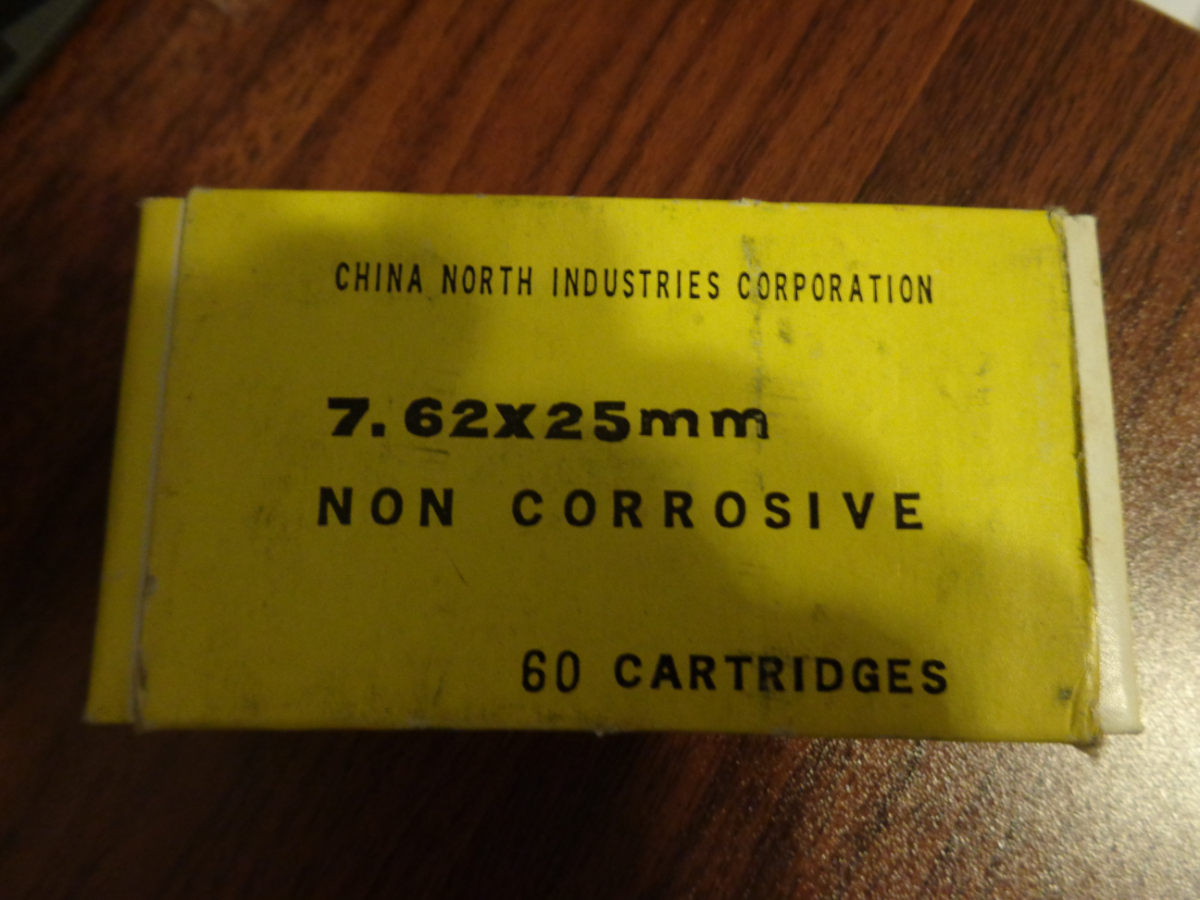 CHINA NORTH INDUSTRIES CORPORATION
7.62X25mm
NON CORROSIVE
60 CARTRIDGES